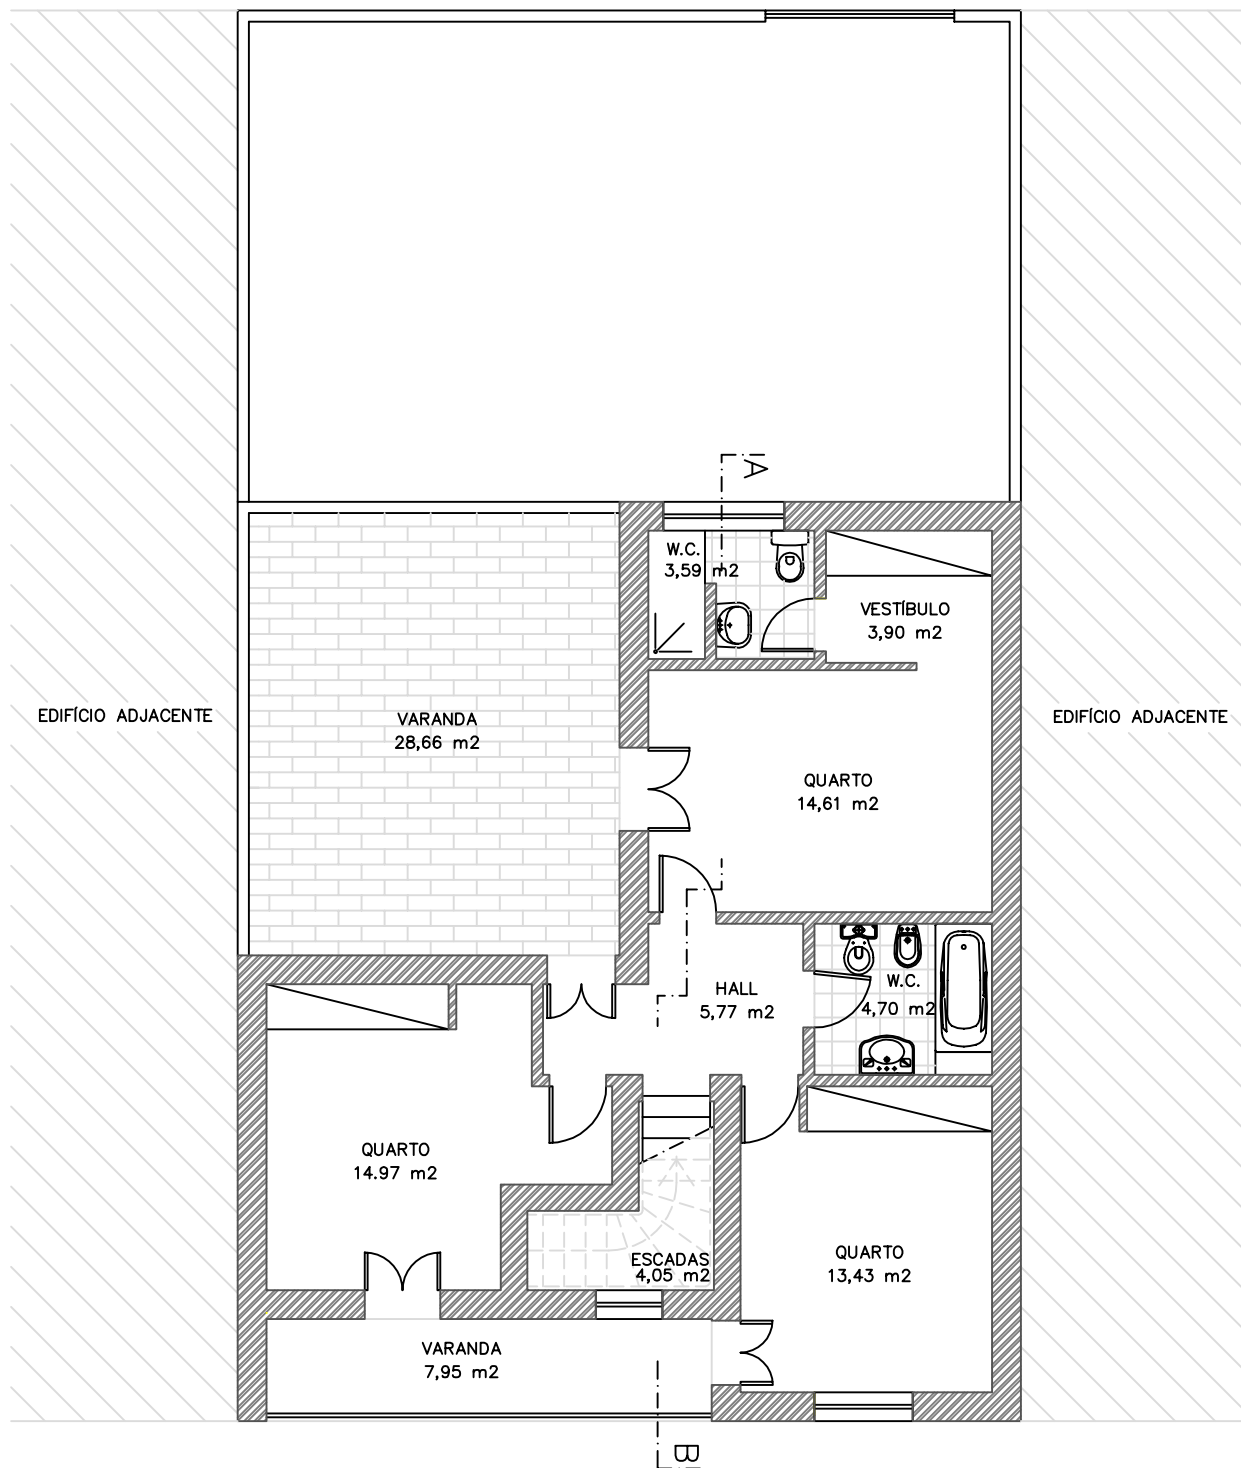 A
W.C.
3,59 m2
VESTÍBULO
3,90 m2
EDIFÍCIO ADJACENTE
VARANDA
28,66 m2
EDIFÍCIO ADJACENTE
QUARTO
14,61 m2
HALL
5,77 m2
W.C.
4,70 m2
QUARTO
14.97 m2
ESCADAS
4,05 m2
QUARTO
13,43 m2
VARANDA
7,95 m2
B